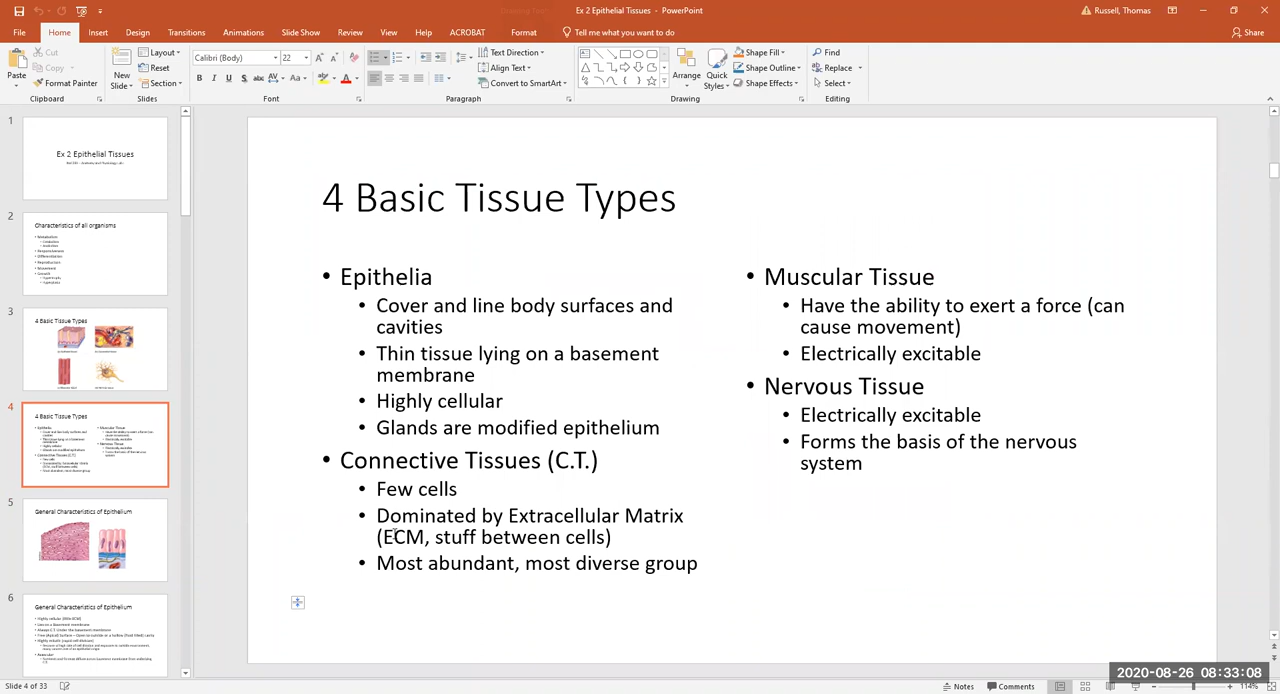 Ex 2 Epithelial Tissues - PowerPoint
Russell, Thomas
File Home Insert Design Transitions Animations Slide Show Review View Help ACROBAT Format Tell me what you want to do
Share
Paste
Cut
Copy
Format Painter
Clipboard
New Slide
Layout
Reset
Section
Slides
Calibri (Body) 22
Font
Text Direction
Align Text
Convert to SmartArt
Paragraph
Arrange
Quick Styles
Shape Fill
Shape Outline
Shape Effects
Drawing
Find
Replace
Select
Editing
1
Ex 2 Epithelial Tissues
2
Characteristics of all organisms
3
4 Basic Tissue Types
4
4 Basic Tissue Types
5
General Characteristics of Epithelium
6
General Characteristics of Epithelium
4 Basic Tissue Types
• Epithelia
• Cover and line body surfaces and
cavities
• Thin tissue lying on a basement
membrane
• Highly cellular
• Glands are modified epithelium
• Connective Tissues (C.T.)
• Few cells
• Dominated by Extracellular Matrix
(ECM, stuff between cells)
• Most abundant, most diverse group
• Muscular Tissue
• Have the ability to exert a force (can
cause movement)
• Electrically excitable
• Nervous Tissue
• Electrically excitable
• Forms the basis of the nervous
system
2020-08-26 08:33:08
Slide 4 of 33
Notes
Comments
114%